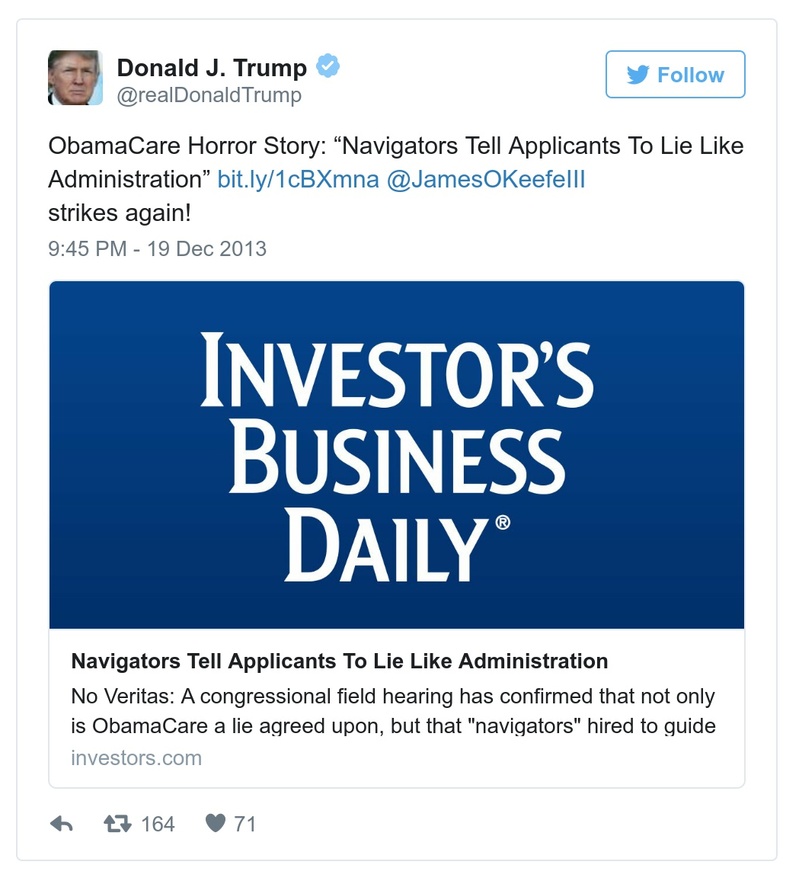 Donald J. Trump
@realDonaldTrump
Follow
ObamaCare Horror Story: “Navigators Tell Applicants To Lie Like
Administration” bit.ly/1cBXmna @JamesOKeefeIII
strikes again!
9:45 PM - 19 Dec 2013
INVESTOR’S
BUSINESS
DAILY®
Navigators Tell Applicants To Lie Like Administration
No Veritas: A congressional field hearing has confirmed that not only
is ObamaCare a lie agreed upon, but that "navigators" hired to guide
investors.com
164 71